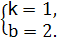 k = 1,
b = 2.